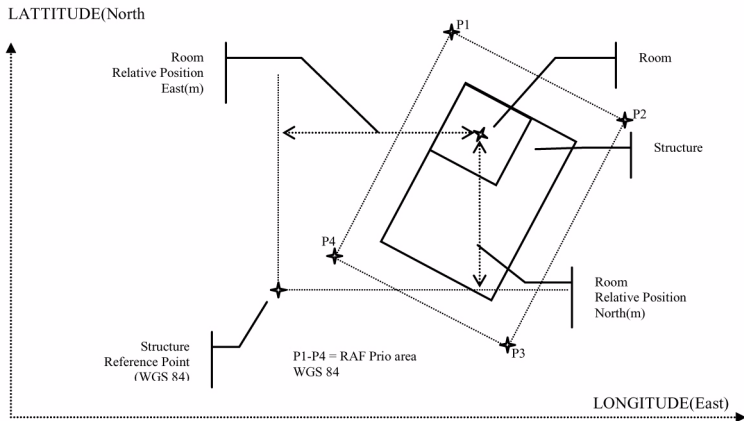 LATTITUDE(North
P1
Room
Relative Position
East(m)
Room
P2
Structure
P4
Room
Relative Position
North(m)
Structure
Reference Point
(WGS 84)
P1-P4 = RAF Prio area
WGS 84
P3
LONGITUDE(East)